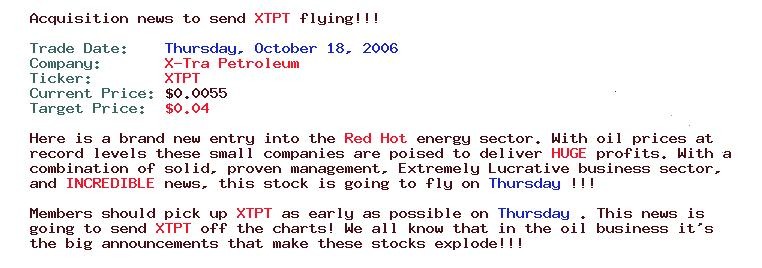 Acquisition news to send XTPT flying!!!
Trade Date: Thursday, October 18, 2006
Company: X-Tra Petroleum
Ticker: XTPT
Current Price: $0.0055
Target Price: $0.04
Here is a brand new entry into the Red Hot energy sector. With oil prices at
record levels these small companies are poised to deliver HUGE profits. With a
combination of solid, proven management, Extremely Lucrative business sector,
and INCREDIBLE news, this stock is going to fly on Thursday !!!
Members should pick up XTPT as early as possible on Thursday . This news is
going to send XTPT off the charts! We all know that in the oil business it's
the big announcements that make these stocks explode!!!